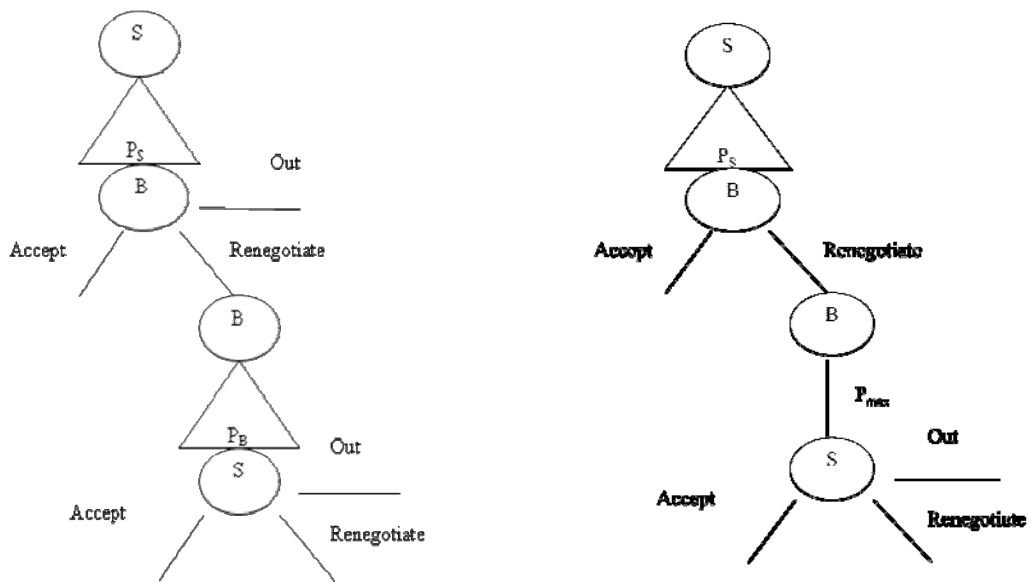 S
P_S
Out
B
Accept
Renegotiate
B
P_B
Out
S
Accept
Renegotiate
S
P_S
B
Accept
Renegotiate
B
P_max
Out
S
Accept
Renegotiate